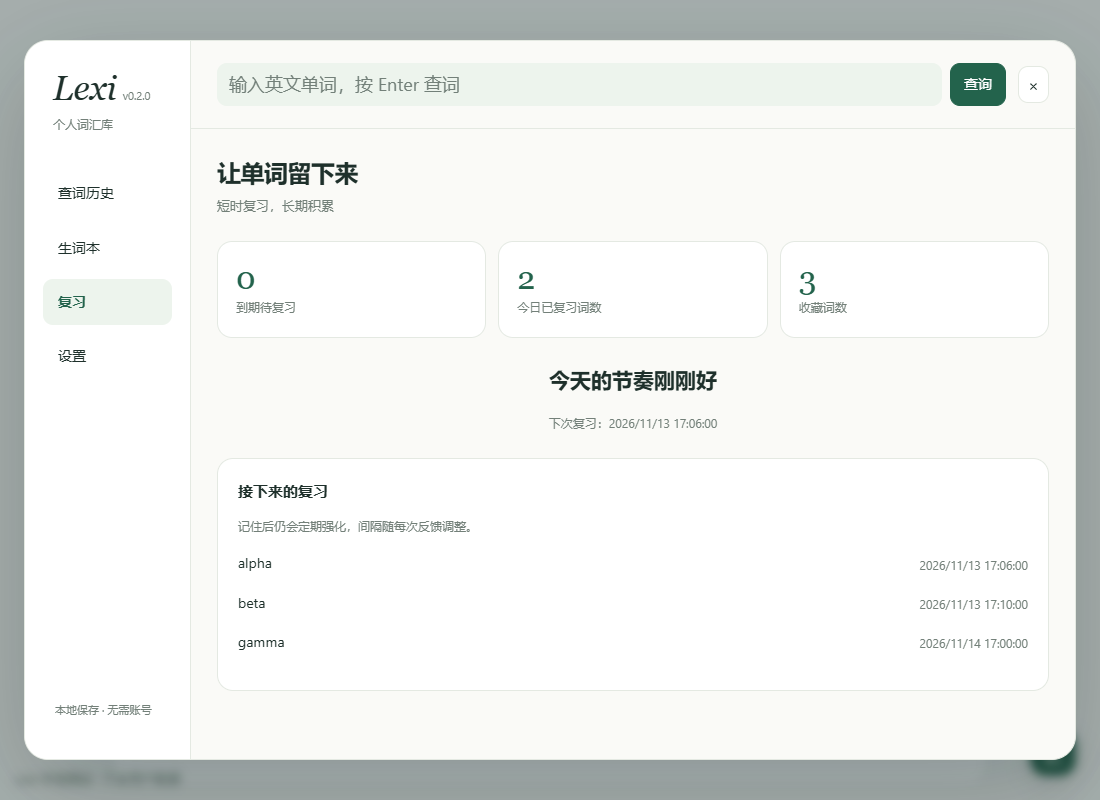 Lexi v0.2.0
个人词汇库
查词历史
生词本
复习
设置
本地保存 · 无需账号
输入英文单词，按 Enter 查词
查询
×
让单词留下来
短时复习，长期积累
0
到期待复习
2
今日已复习词数
3
收藏词数
今天的节奏刚刚好
下次复习：2026/11/13 17:06:00
接下来的复习
记住后仍会定期强化，间隔随每次反馈调整。
alpha 2026/11/13 17:06:00
beta 2026/11/13 17:10:00
gamma 2026/11/14 17:00:00